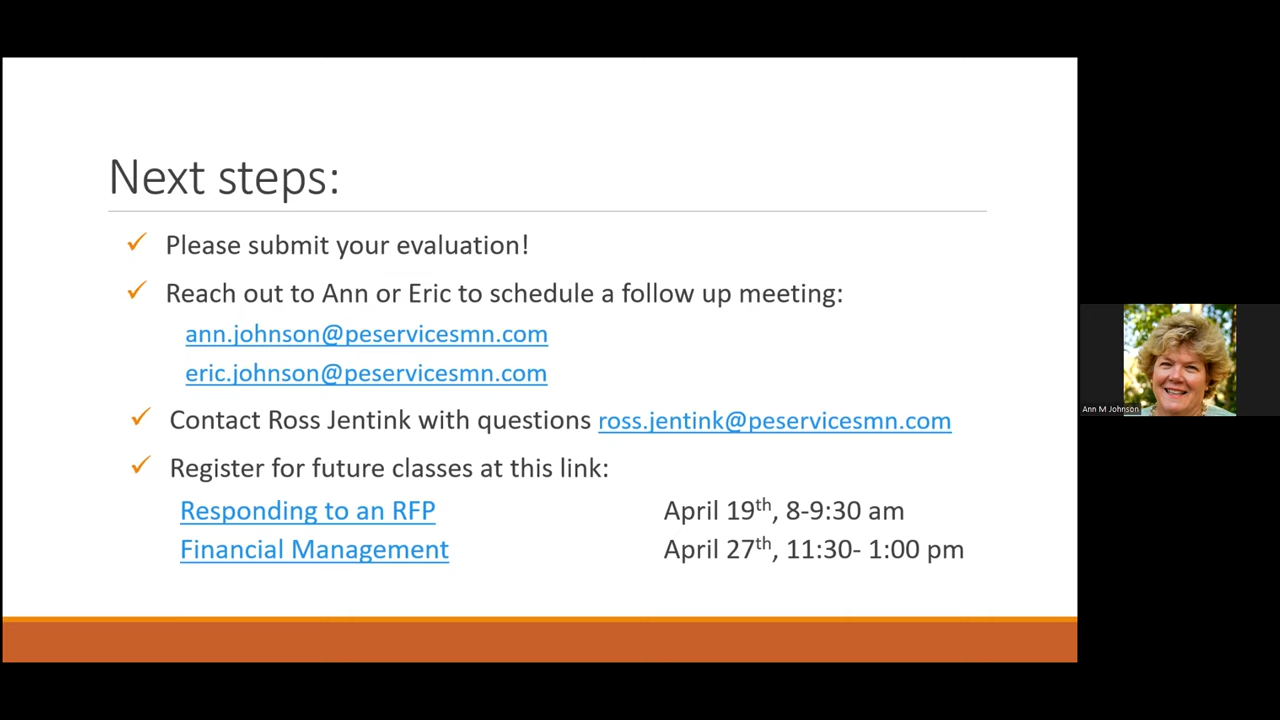 Next steps:
✓ Please submit your evaluation!
✓ Reach out to Ann or Eric to schedule a follow up meeting:
ann.johnson@peservicesmn.com
eric.johnson@peservicesmn.com
✓ Contact Ross Jentink with questions ross.jentink@peservicesmn.com
✓ Register for future classes at this link:
Responding to an RFP April 19th, 8-9:30 am
Financial Management April 27th, 11:30- 1:00 pm
Ann M Johnson